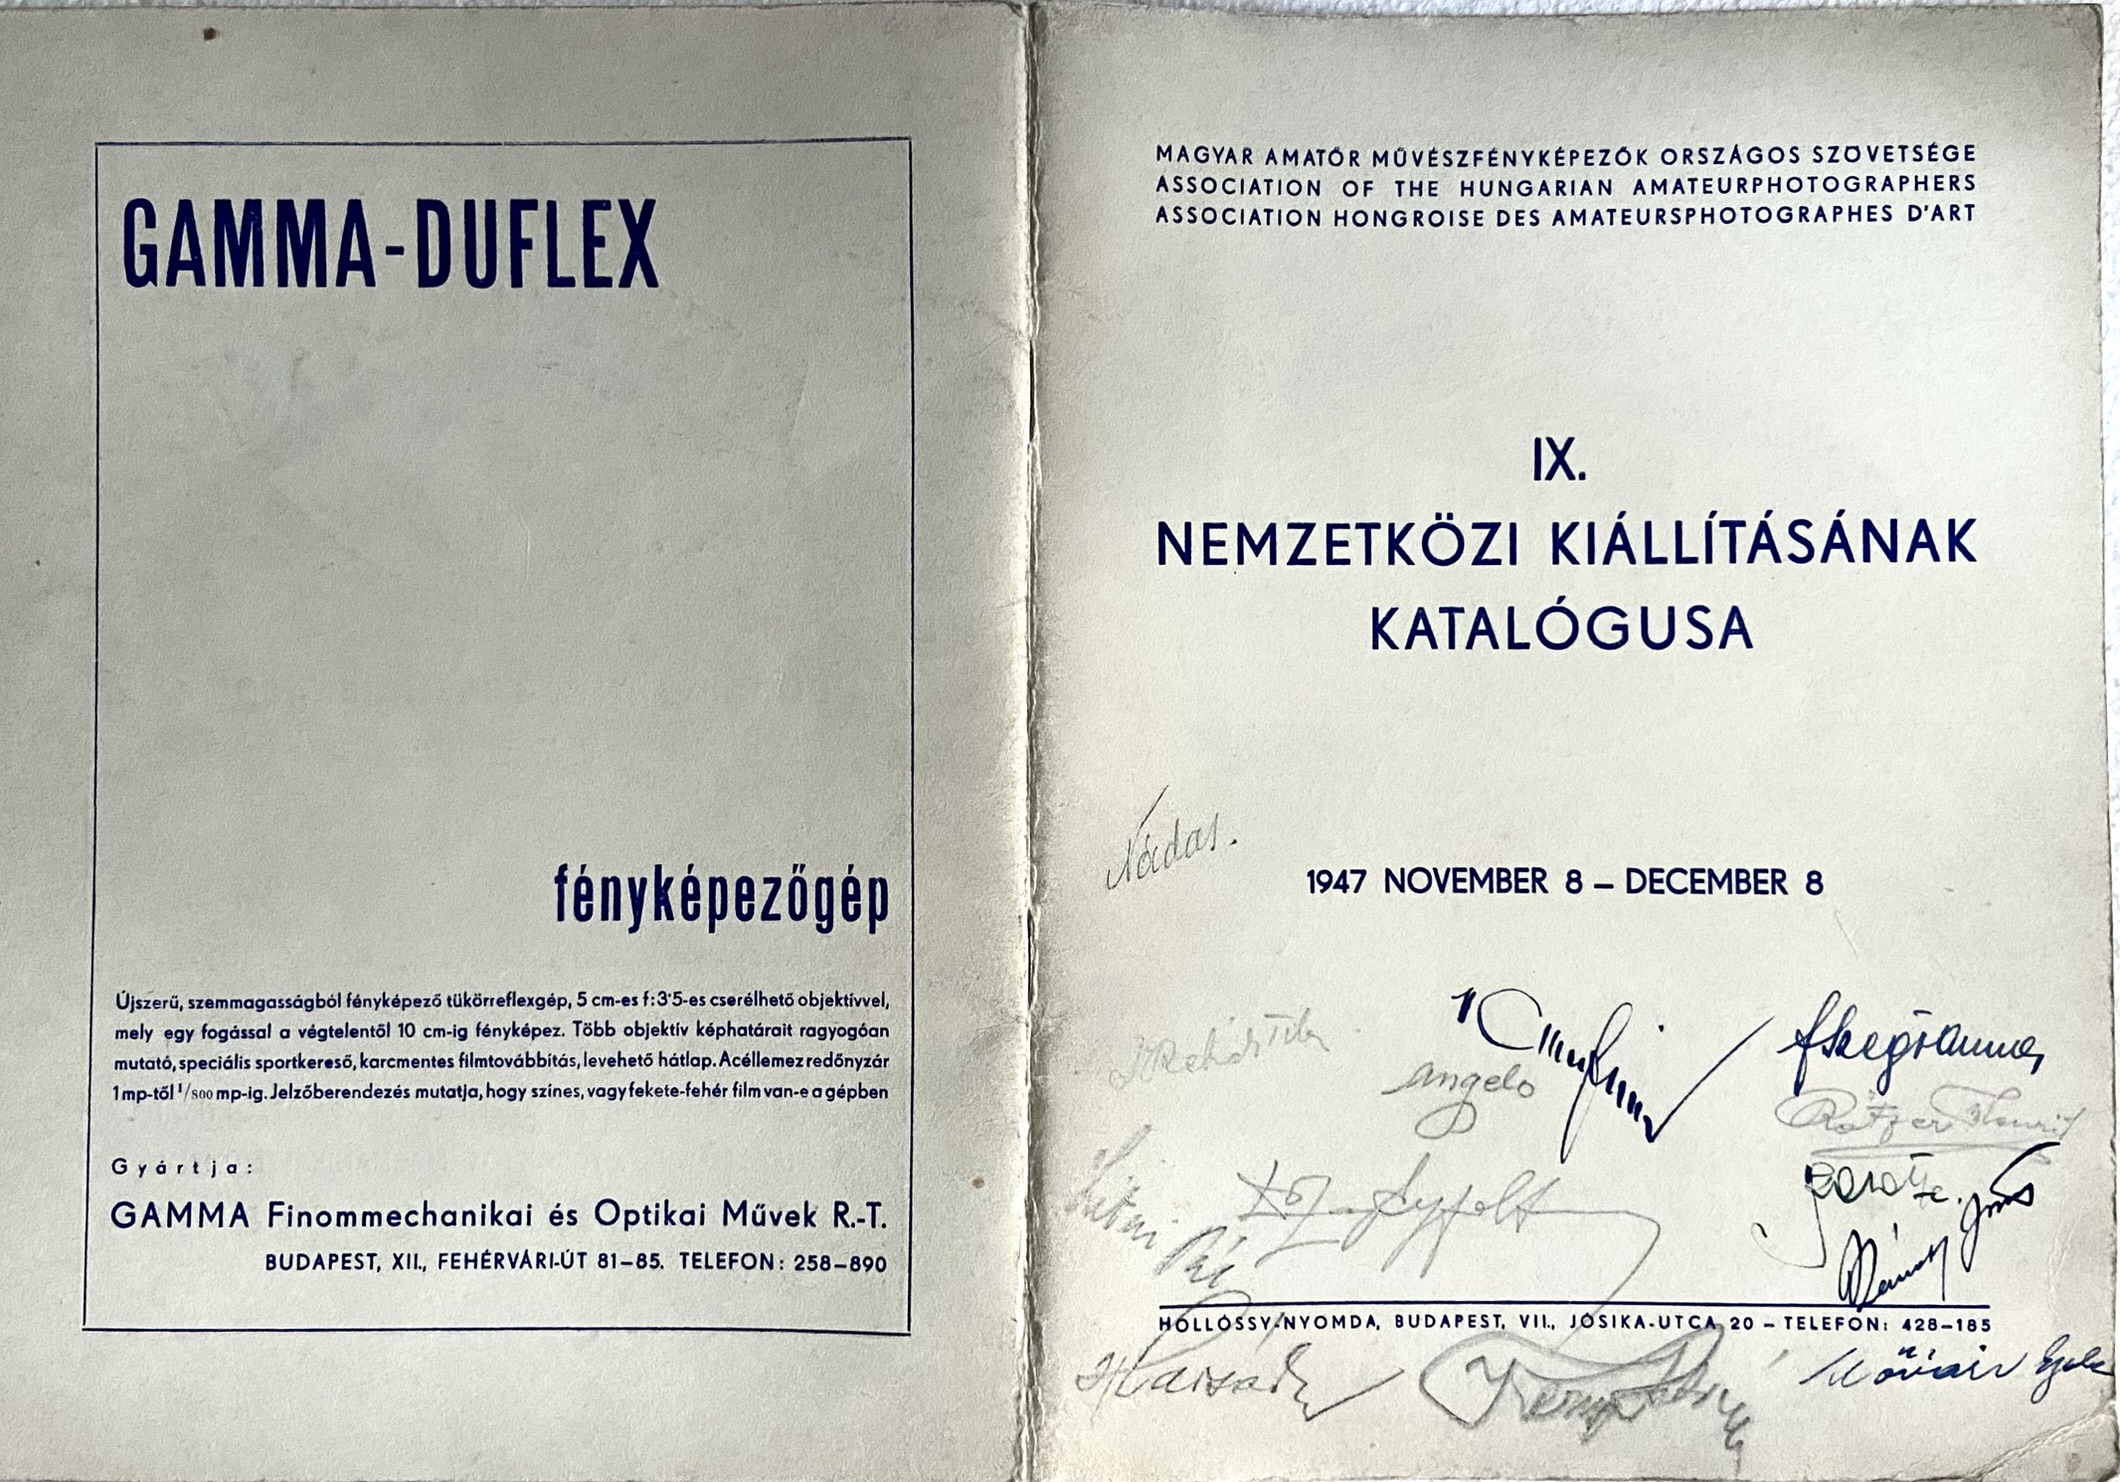 GAMMA-DUFLEX
fényképezőgép
Újszerű, szemmagasságból fényképező tükörreflexgép, 5 cm-es f:3'5-es cserélhető objektívvel,
mely egy fogással a végtelentől 10 cm-ig fényképez. Több objektív képhatárait ragyogóan
mutató, speciális sportkereső, karcmentes filmtovábbítás, levehető hátlap. Acéllemez redőnyzár
1 mp-től 1/800 mp-ig. Jelzőberendezés mutatja, hogy színes, vagy fekete-fehér film van-e a gépben
Gyártja:
GAMMA Finommechanikai és Optikai Művek R.-T.
BUDAPEST, XII., FEHÉRVÁRI-ÚT 81–85. TELEFON: 258–890
MAGYAR AMATŐR MŰVÉSZFÉNYKÉPEZŐK ORSZÁGOS SZÖVETSÉGE
ASSOCIATION OF THE HUNGARIAN AMATEURPHOTOGRAPHERS
ASSOCIATION HONGROISE DES AMATEURSPHOTOGRAPHES D'ART
IX.
NEMZETKÖZI KIÁLLÍTÁSÁNAK
KATALÓGUSA
Nádas.
1947 NOVEMBER 8 – DECEMBER 8
Angelo
HOLLÓSSY-NYOMDA, BUDAPEST, VII., JÓSIKA-UTCA 20 – TELEFON: 428–185